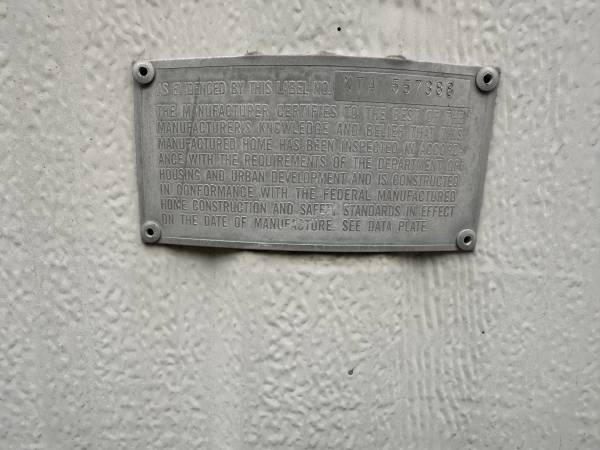 AS EVIDENCED BY THIS LABEL NO. NTA 557386
THE MANUFACTURER CERTIFIES TO THE BEST OF THE
MANUFACTURER'S KNOWLEDGE AND BELIEF THAT THIS
MANUFACTURED HOME HAS BEEN INSPECTED IN ACCORD-
ANCE WITH THE REQUIREMENTS OF THE DEPARTMENT OF
HOUSING AND URBAN DEVELOPMENT AND IS CONSTRUCTED
IN CONFORMANCE WITH THE FEDERAL MANUFACTURED
HOME CONSTRUCTION AND SAFETY STANDARDS IN EFFECT
ON THE DATE OF MANUFACTURE. SEE DATA PLATE.